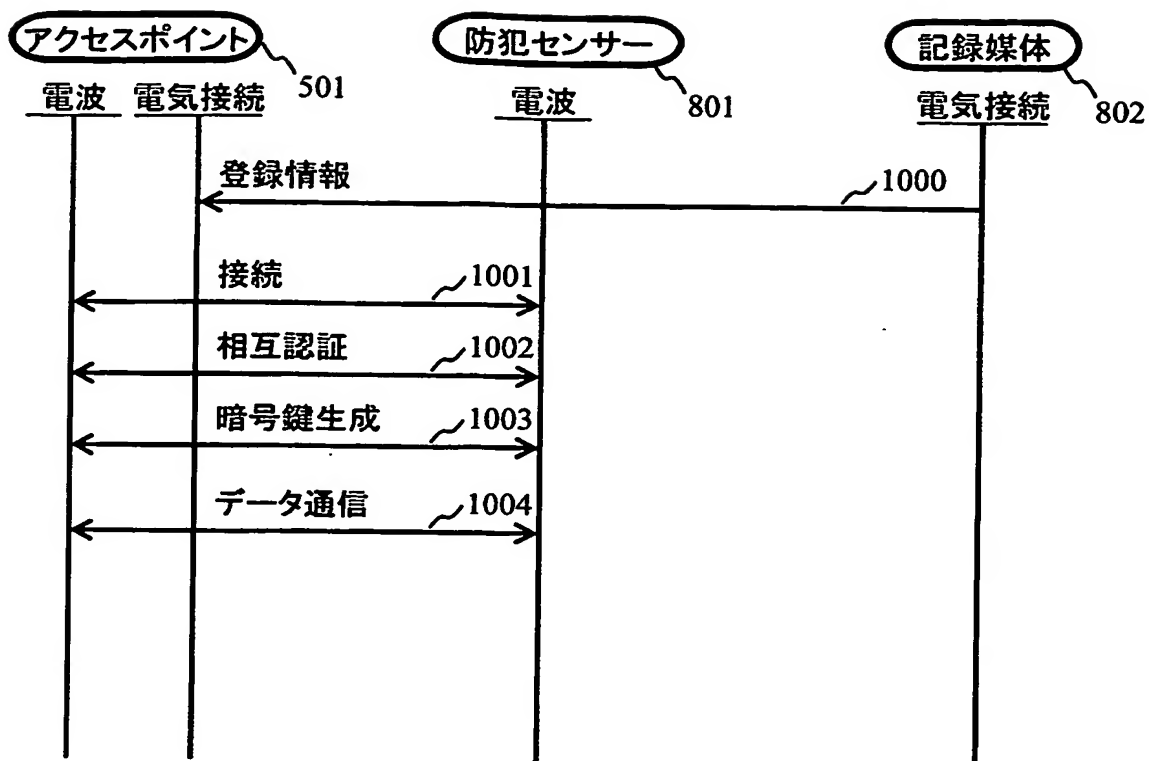 アクセスポイント
501
防犯センサー
801
記録媒体
802
電波 電気接続
電波
電気接続
登録情報
1000
接続
1001
相互認証
1002
暗号鍵生成
1003
データ通信
1004